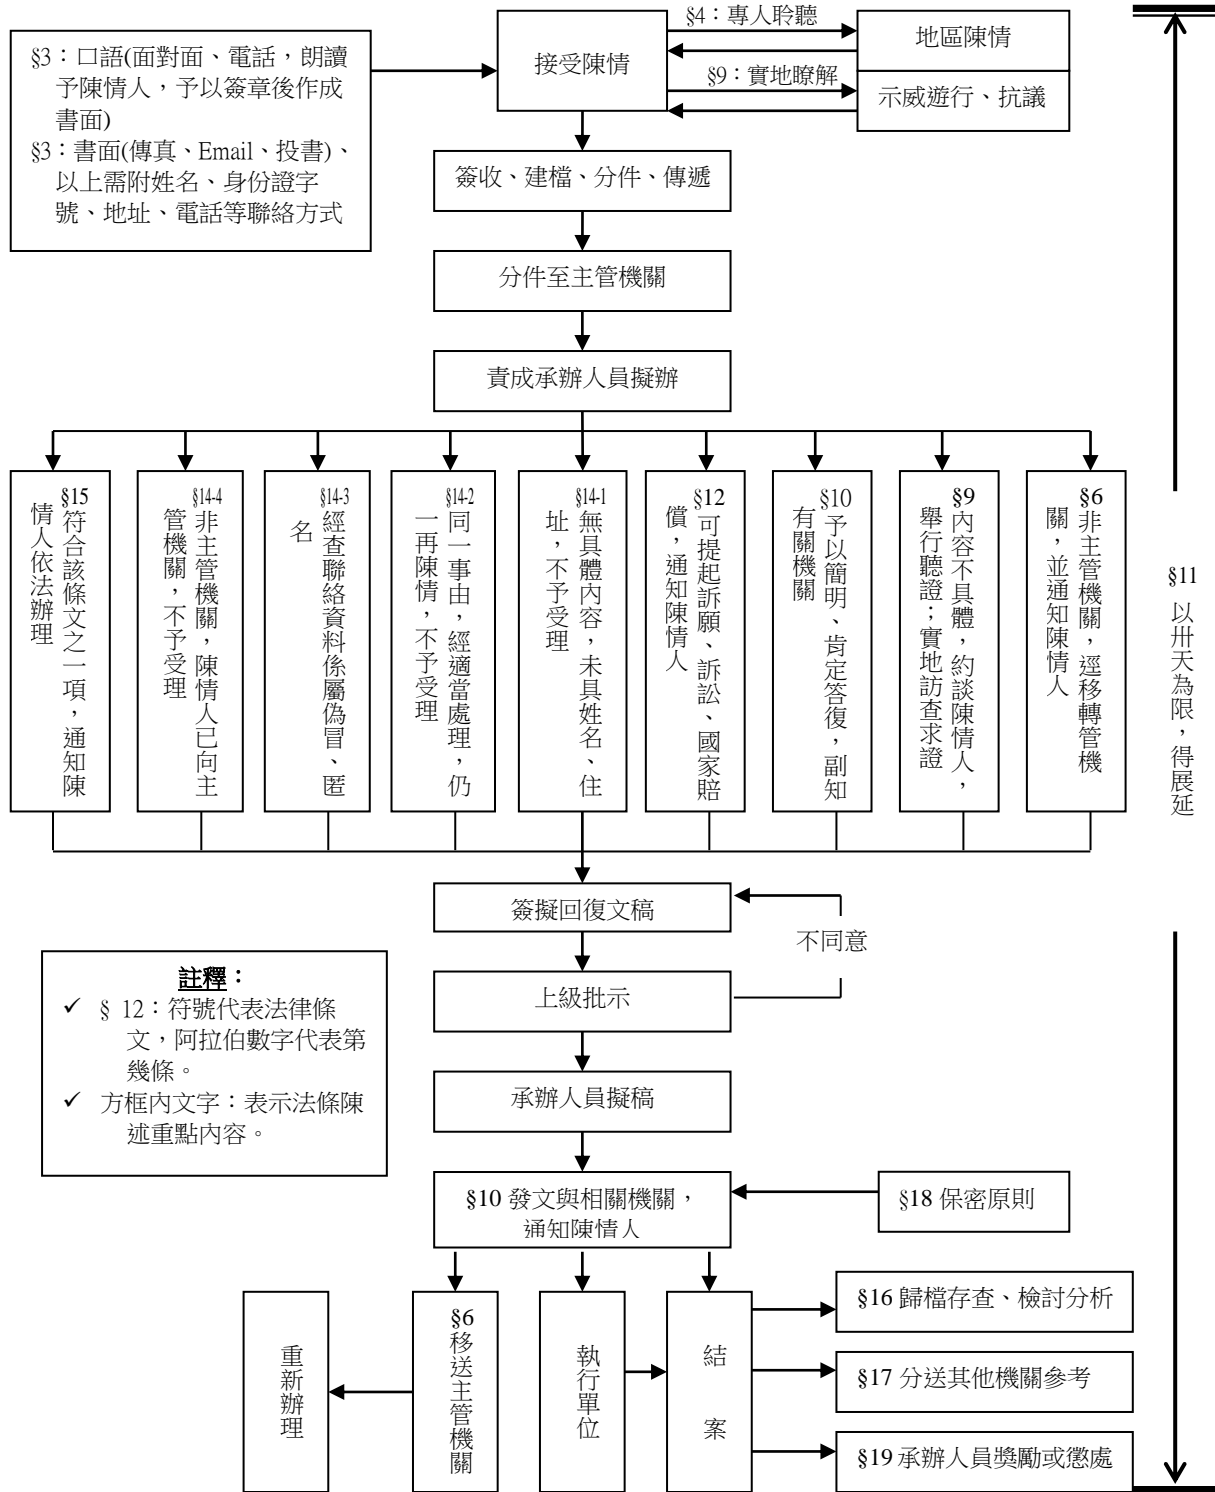 §3：口語(面對面、電話，朗讀
予陳情人，予以簽章後作成
書面)
§3：書面(傳真、Email、投書)、
以上需附姓名、身份證字
號、地址、電話等聯絡方式
接受陳情
§4：專人聆聽
§9：實地瞭解
地區陳情
示威遊行、抗議
簽收、建檔、分件、傳遞
分件至主管機關
責成承辦人員擬辦
§15
符合該條文之一項，通知陳
情人依法辦理
§14-4
非主管機關，陳情人已向主
管機關，不予受理
§14-3
經查聯絡資料係屬偽冒、匿
名
§14-2
同一事由，經適當處理，仍
一再陳情，不予受理
§14-1
無具體內容，未具姓名、住
址，不予受理
§12
可提起訴願、訴訟、國家賠
償，通知陳情人
§10
予以簡明、肯定答復，副知
有關機關
§9
內容不具體，約談陳情人，
舉行聽證；實地訪查求證
§6
非主管機關，逕移轉管機
關，並通知陳情人
§11
以卅天為限，得展延
簽擬回復文稿
不同意
上級批示
註釋：
✓ § 12：符號代表法律條
文，阿拉伯數字代表第
幾條。
✓ 方框內文字：表示法條陳
述重點內容。
承辦人員擬稿
§10 發文與相關機關，
通知陳情人
§18 保密原則
重新辦理
§6
移送主管機關
執行單位
結案
§16 歸檔存查、檢討分析
§17 分送其他機關參考
§19 承辦人員獎勵或懲處